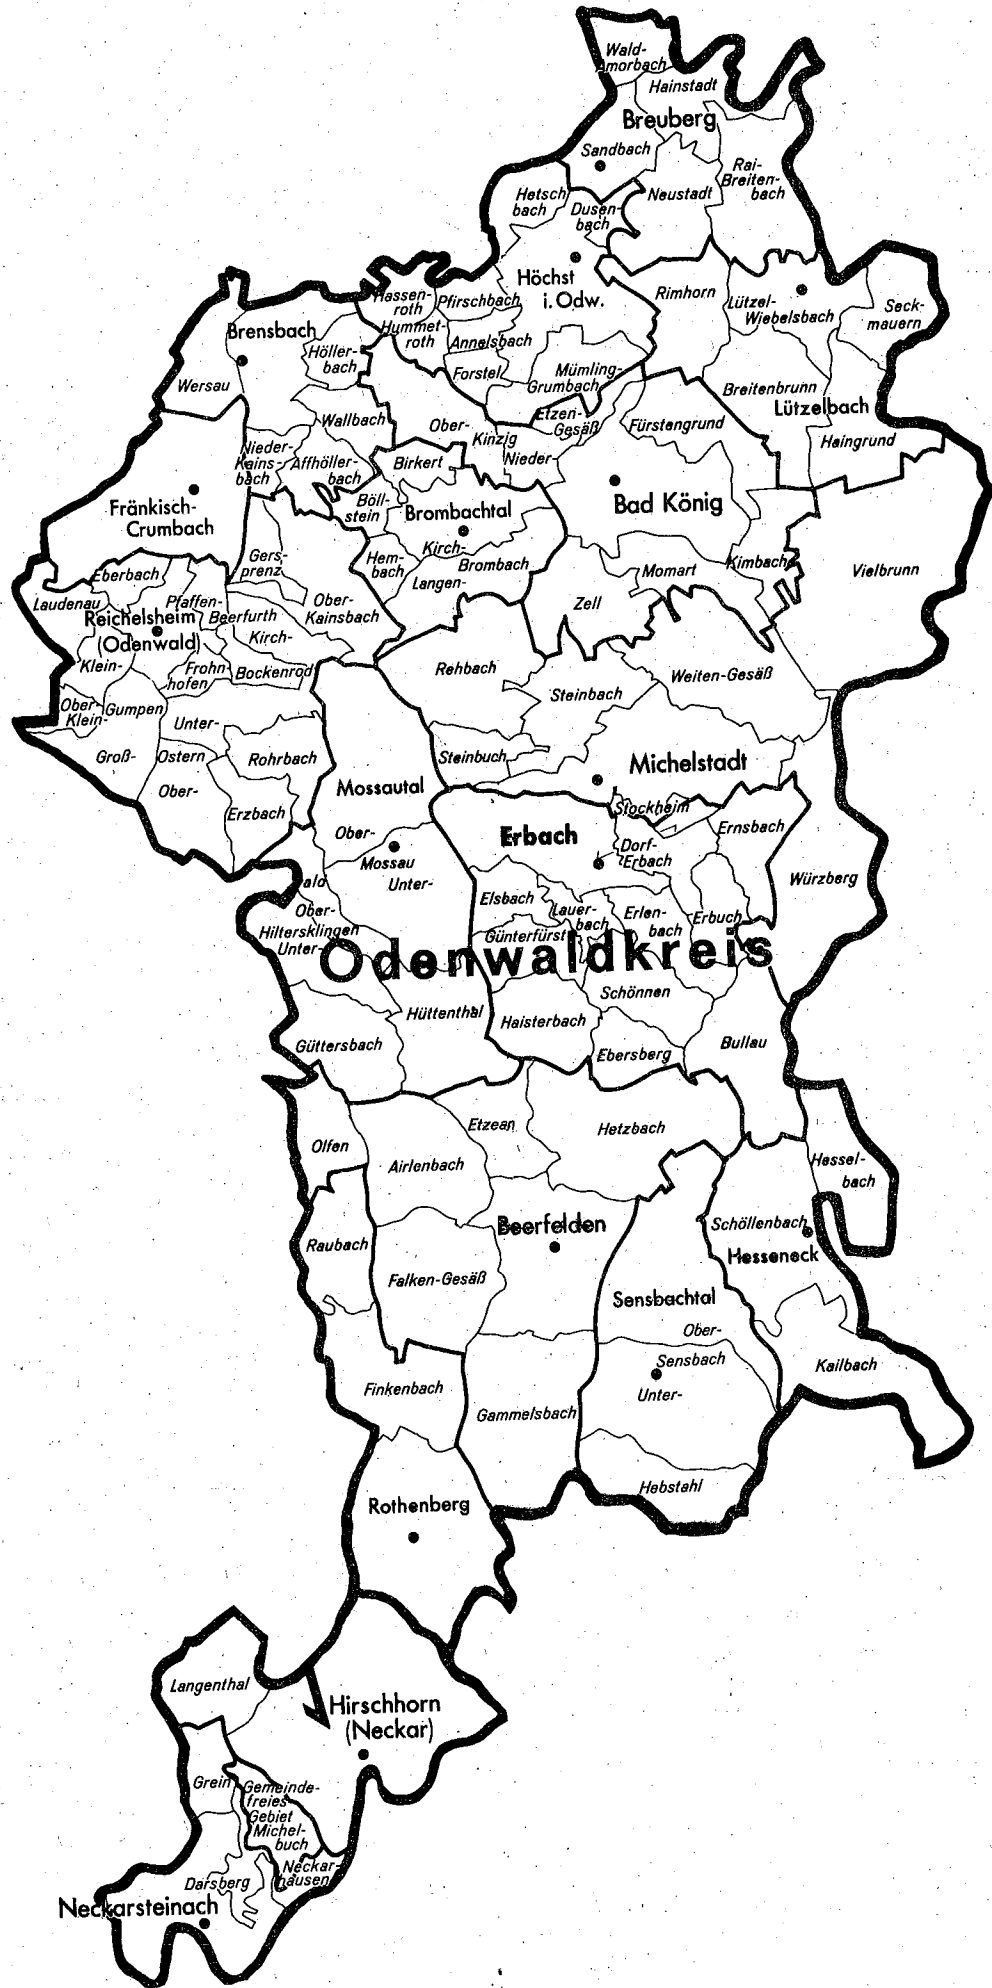 Wald-
Amorbach
Hainstadt
Breuberg
Sandbach
Rai-
Breiten-
bach
Neustadt
Hetsch
bach
Dusen-
bach
Höchst
i. Odw.
Rimhorn
Lützel-
Wiebelsbach
Seck-
mauern
Hassen-
roth
Pfirschbach
Hummet-
roth
Annelsbach
Brensbach
Höller-
bach
Forstel
Mümling-
Grumbach
Wersau
Breitenbrunn
Lützelbach
Wallbach
Ober-
Kinzig
Nieder-
Etzen-
Gesäß
Fürstengrund
Haingrund
Nieder-
Kains-
bach
Affhöller-
bach
Birkert
Böll-
stein
Brombachtal
Bad König
Fränkisch-
Crumbach
Kirch-
Brombach
Langen-
Hem-
bach
Gers-
prenz
Momart
Kimbach
Vielbrunn
Eberbach
Laudenau
Pfaffen-
Beerfurth
Kirch-
Reichelsheim
(Odenwald)
Ober-
Kainsbach
Zell
Klein-
Frohn-
hofen
Bockenrod
Rehbach
Weiten-Gesäß
Steinbach
Ober-
Klein-
Gumpen
Unter-
Groß-
Ostern
Rohrbach
Steinbuch
Michelstadt
Ober-
Mossautal
Erzbach
Stockheim
Erbach
Ernsbach
Ober-
Mossau
Unter-
Dorf-
Erbach
Würzberg
ald
Elsbach
Lauer-
bach
Erlen-
bach
Erbuch
Ober-
Hiltersklingen
Unter-
Günterfürst
Odenwaldkreis
Schönnen
Hüttenthal
Haisterbach
Güttersbach
Ebersberg
Bullau
Etzean
Hetzbach
Olfen
Airlenbach
Hessel-
bach
Beerfelden
Schöllenbach
Hesseneck
Raubach
Falken-Gesäß
Sensbachtal
Ober-
Sensbach
Unter-
Kailbach
Finkenbach
Gammelsbach
Hebstahl
Rothenberg
Langenthal
Hirschhorn
(Neckar)
Grein
Gemeinde-
freies
Gebiet
Michel-
buch
Neckar-
hausen
Darsberg
Neckarsteinach